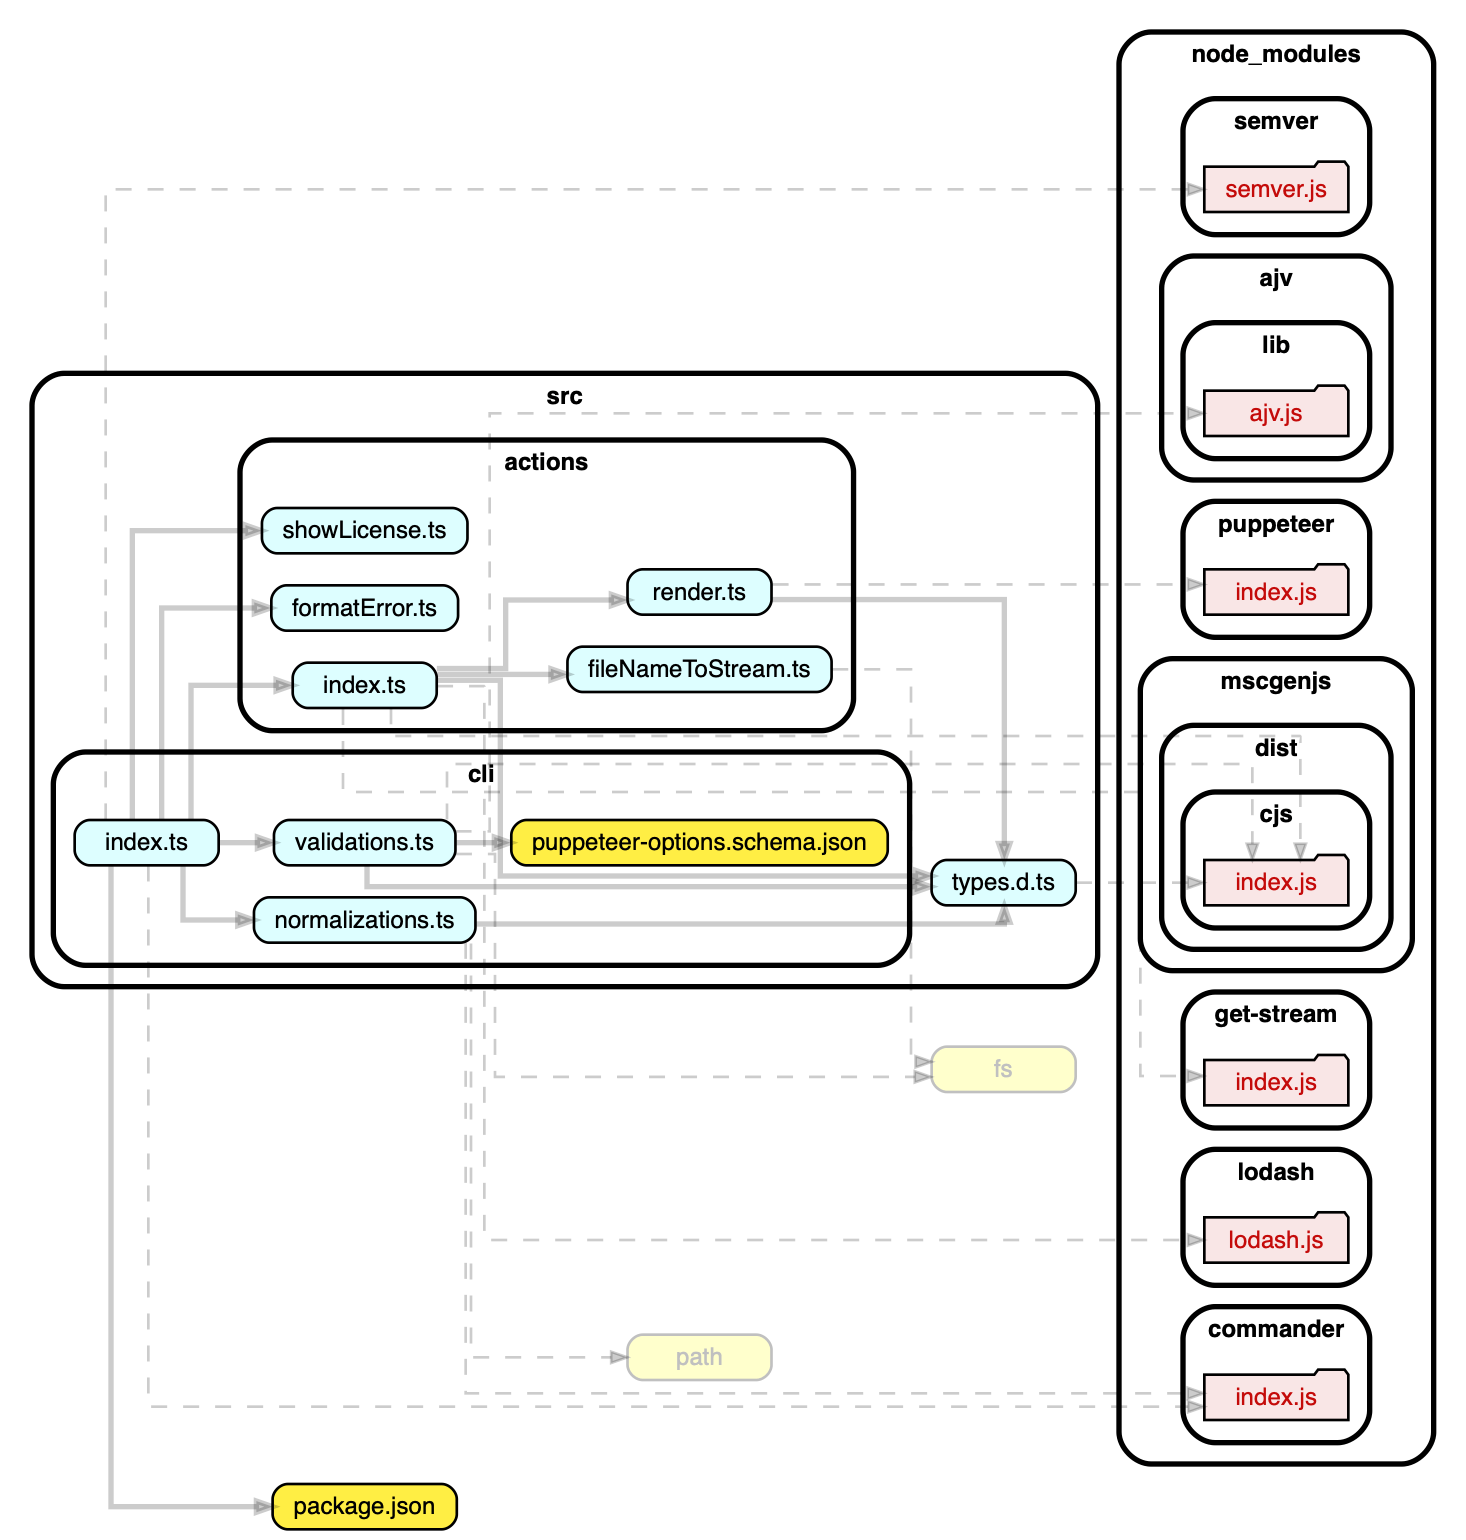 node_modules
semver
semver.js
ajv
lib
ajv.js
src
actions
showLicense.ts
puppeteer
render.ts
index.js
formatError.ts
fileNameToStream.ts
index.ts
mscgenjs
dist
cli
cjs
index.ts
validations.ts
puppeteer-options.schema.json
types.d.ts
index.js
normalizations.ts
get-stream
fs
index.js
lodash
lodash.js
commander
path
index.js
package.json